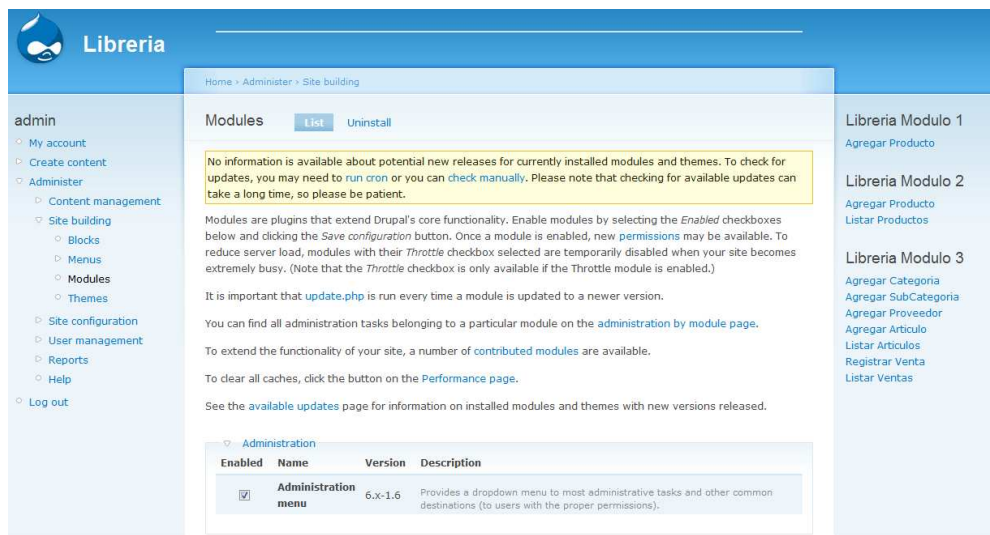 Libreria
Home › Administer › Site building
admin
My account
Create content
Administer
Content management
Site building
Blocks
Menus
Modules
Themes
Site configuration
User management
Reports
Help
Log out
Modules List Uninstall
No information is available about potential new releases for currently installed modules and themes. To check for
updates, you may need to run cron or you can check manually. Please note that checking for available updates can
take a long time, so please be patient.
Modules are plugins that extend Drupal's core functionality. Enable modules by selecting the Enabled checkboxes
below and clicking the Save configuration button. Once a module is enabled, new permissions may be available. To
reduce server load, modules with their Throttle checkbox selected are temporarily disabled when your site becomes
extremely busy. (Note that the Throttle checkbox is only available if the Throttle module is enabled.)
It is important that update.php is run every time a module is updated to a newer version.
You can find all administration tasks belonging to a particular module on the administration by module page.
To extend the functionality of your site, a number of contributed modules are available.
To clear all caches, click the button on the Performance page.
See the available updates page for information on installed modules and themes with new versions released.
Administration
Enabled Name Version Description
Administration
menu
6.x-1.6
Provides a dropdown menu to most administrative tasks and other common
destinations (to users with the proper permissions).
Libreria Modulo 1
Agregar Producto
Libreria Modulo 2
Agregar Producto
Listar Productos
Libreria Modulo 3
Agregar Categoria
Agregar SubCategoria
Agregar Proveedor
Agregar Articulo
Listar Articulos
Registrar Venta
Listar Ventas